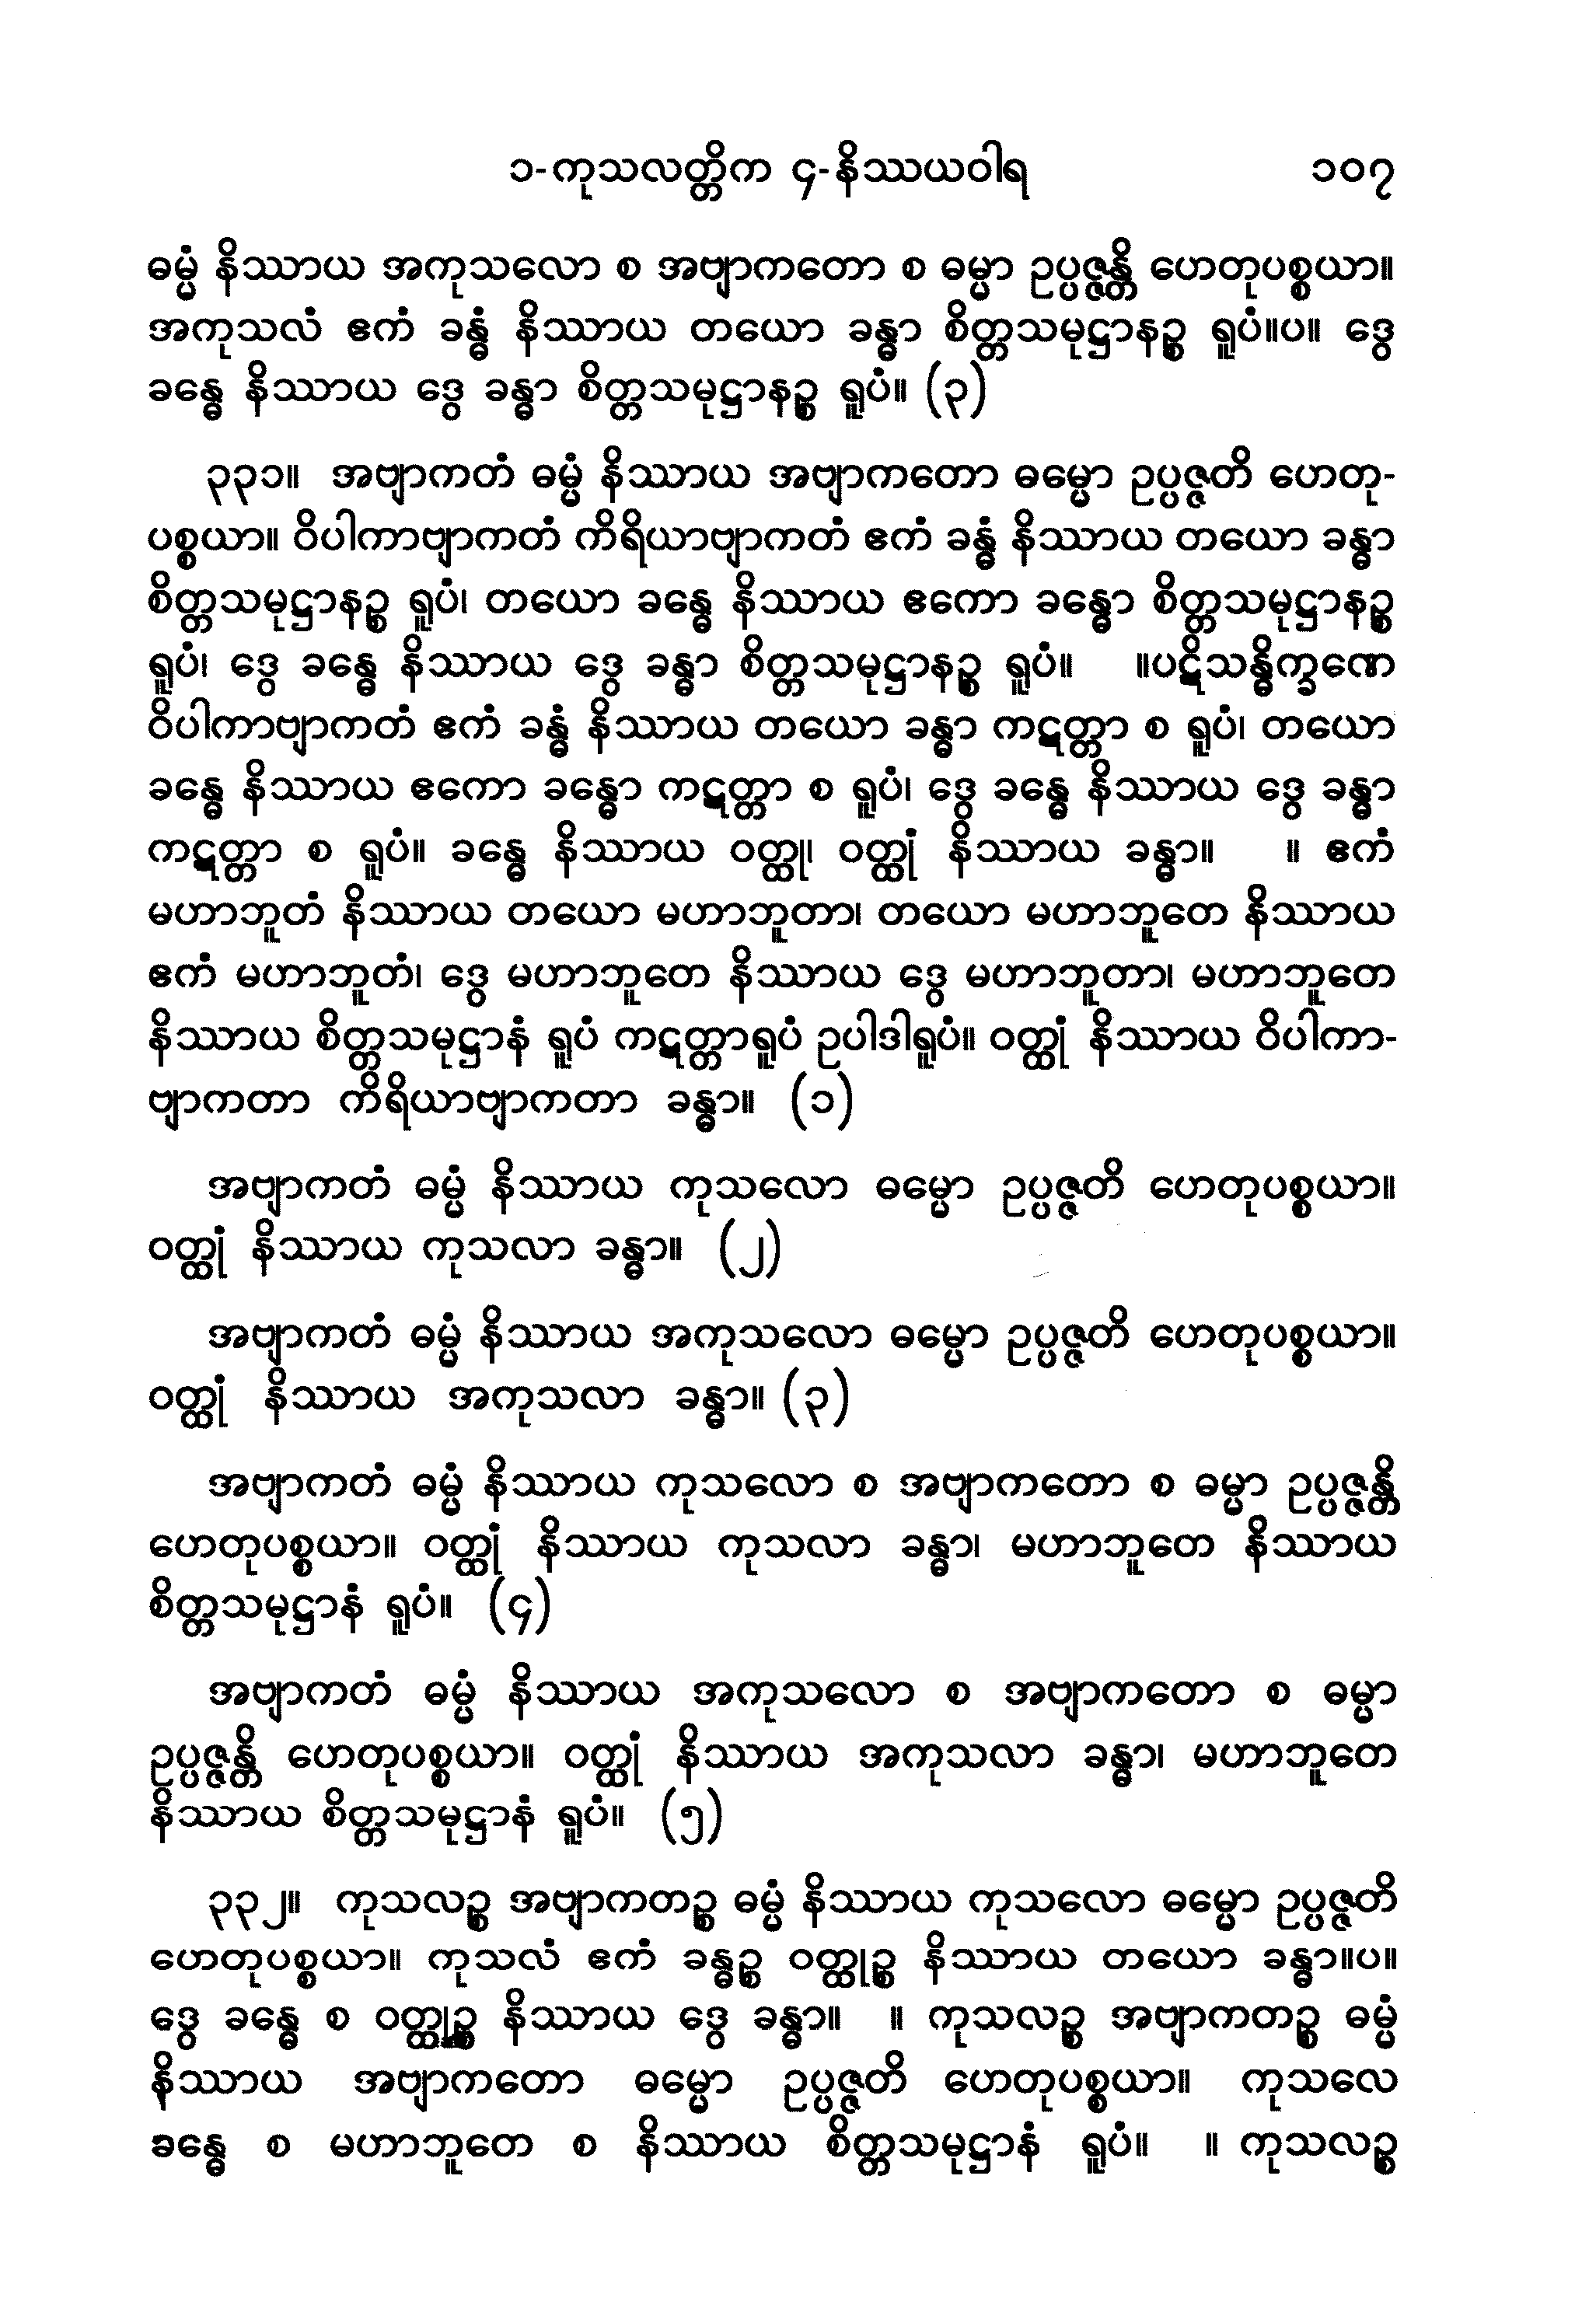 ၁-ကုသလတ္တိက ၄-နိဿယဝါရ ၁၀၇
ဓမ္မံ နိဿာယ အကုသလော စ အဗျာကတော စ ဓမ္မာ ဥပ္ပဇ္ဇန္တိ ဟေတုပစ္စယာ။
အကုသလံ ဧကံ ခန္ဓံ နိဿာယ တယော ခန္ဓာ စိတ္တသမုဋ္ဌာနဉ္စ ရူပံ။ပ။ ဒွေ
ခန္ဓေ နိဿာယ ဒွေ ခန္ဓာ စိတ္တသမုဋ္ဌာနဉ္စ ရူပံ။ (၃)
၃၃၁။ အဗျာကတံ ဓမ္မံ နိဿာယ အဗျာကတော ဓမ္မော ဥပ္ပဇ္ဇတိ ဟေတု-
ပစ္စယာ။ ဝိပါကာဗျာကတံ ကိရိယာဗျာကတံ ဧကံ ခန္ဓံ နိဿာယ တယော ခန္ဓာ
စိတ္တသမုဋ္ဌာနဉ္စ ရူပံ၊ တယော ခန္ဓေ နိဿာယ ဧကော ခန္ဓော စိတ္တသမုဋ္ဌာနဉ္စ
ရူပံ၊ ဒွေ ခန္ဓေ နိဿာယ ဒွေ ခန္ဓာ စိတ္တသမုဋ္ဌာနဉ္စ ရူပံ။ ။ပဋိသန္ဓိက္ခဏေ
ဝိပါကာဗျာကတံ ဧကံ ခန္ဓံ နိဿာယ တယော ခန္ဓာ ကဋတ္တာ စ ရူပံ၊ တယော
ခန္ဓေ နိဿာယ ဧကော ခန္ဓော ကဋတ္တာ စ ရူပံ၊ ဒွေ ခန္ဓေ နိဿာယ ဒွေ ခန္ဓာ
ကဋတ္တာ စ ရူပံ။ ခန္ဓေ နိဿာယ ဝတ္ထု၊ ဝတ္ထုံ နိဿာယ ခန္ဓာ။ ။ ဧကံ
မဟာဘူတံ နိဿာယ တယော မဟာဘူတာ၊ တယော မဟာဘူတေ နိဿာယ
ဧကံ မဟာဘူတံ၊ ဒွေ မဟာဘူတေ နိဿာယ ဒွေ မဟာဘူတာ၊ မဟာဘူတေ
နိဿာယ စိတ္တသမုဋ္ဌာနံ ရူပံ ကဋတ္တာရူပံ ဥပါဒါရူပံ။ ဝတ္ထုံ နိဿာယ ဝိပါကာ-
ဗျာကတာ ကိရိယာဗျာကတာ ခန္ဓာ။ (၁)
အဗျာကတံ ဓမ္မံ နိဿာယ ကုသလော ဓမ္မော ဥပ္ပဇ္ဇတိ ဟေတုပစ္စယာ။
ဝတ္ထုံ နိဿာယ ကုသလာ ခန္ဓာ။ (၂)
အဗျာကတံ ဓမ္မံ နိဿာယ အကုသလော ဓမ္မော ဥပ္ပဇ္ဇတိ ဟေတုပစ္စယာ။
ဝတ္ထုံ နိဿာယ အကုသလာ ခန္ဓာ။ (၃)
အဗျာကတံ ဓမ္မံ နိဿာယ ကုသလော စ အဗျာကတော စ ဓမ္မာ ဥပ္ပဇ္ဇန္တိ
ဟေတုပစ္စယာ။ ဝတ္ထုံ နိဿာယ ကုသလာ ခန္ဓာ၊ မဟာဘူတေ နိဿာယ
စိတ္တသမုဋ္ဌာနံ ရူပံ။ (၄)
အဗျာကတံ ဓမ္မံ နိဿာယ အကုသလော စ အဗျာကတော စ ဓမ္မာ
ဥပ္ပဇ္ဇန္တိ ဟေတုပစ္စယာ။ ဝတ္ထုံ နိဿာယ အကုသလာ ခန္ဓာ၊ မဟာဘူတေ
နိဿာယ စိတ္တသမုဋ္ဌာနံ ရူပံ။ (၅)
၃၃၂။ ကုသလဉ္စ အဗျာကတဉ္စ ဓမ္မံ နိဿာယ ကုသလော ဓမ္မော ဥပ္ပဇ္ဇတိ
ဟေတုပစ္စယာ။ ကုသလံ ဧကံ ခန္ဓဉ္စ ဝတ္ထုဉ္စ နိဿာယ တယော ခန္ဓာ။ပ။
ဒွေ ခန္ဓေ စ ဝတ္ထုဉ္စ နိဿာယ ဒွေ ခန္ဓာ။ ။ ကုသလဉ္စ အဗျာကတဉ္စ ဓမ္မံ
နိဿာယ အဗျာကတော ဓမ္မော ဥပ္ပဇ္ဇတိ ဟေတုပစ္စယာ။ ကုသလေ
ခန္ဓေ စ မဟာဘူတေ စ နိဿာယ စိတ္တသမုဋ္ဌာနံ ရူပံ။ ။ ကုသလဉ္စ